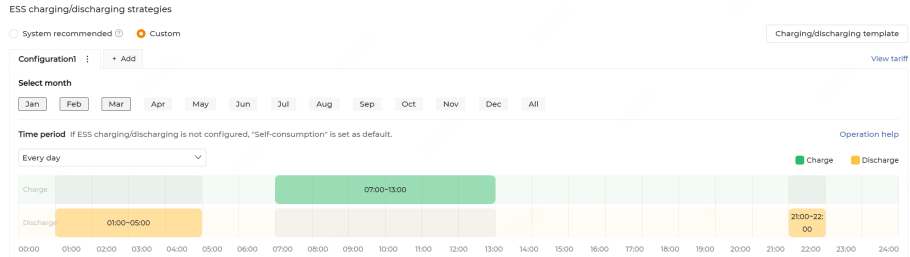 ESS charging/discharging strategies
System recommended ? Custom Charging/discharging template
Configuration1 ⋮ + Add View tariff
Select month
Jan Feb Mar Apr May Jun Jul Aug Sep Oct Nov Dec All
Time period If ESS charging/discharging is not configured, "Self-consumption" is set as default. Operation help
Every day Charge Discharge
Charge 07:00~13:00
Discharge 01:00~05:00 21:00~22:
00
00:00 01:00 02:00 03:00 04:00 05:00 06:00 07:00 08:00 09:00 10:00 11:00 12:00 13:00 14:00 15:00 16:00 17:00 18:00 19:00 20:00 21:00 22:00 23:00 24:00